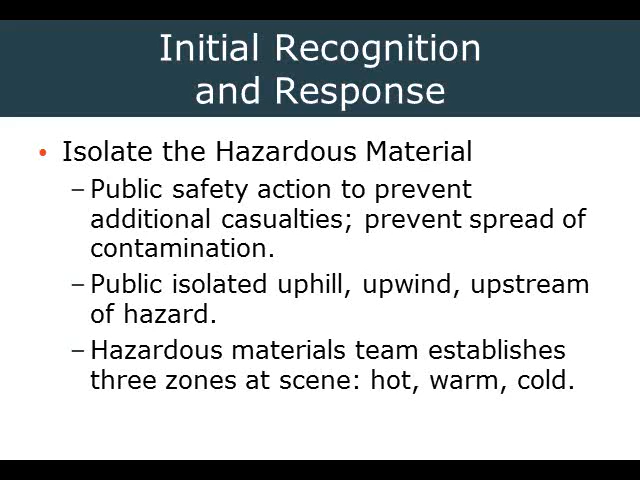 Initial Recognition
and Response
• Isolate the Hazardous Material
– Public safety action to prevent
additional casualties; prevent spread of
contamination.
– Public isolated uphill, upwind, upstream
of hazard.
– Hazardous materials team establishes
three zones at scene: hot, warm, cold.